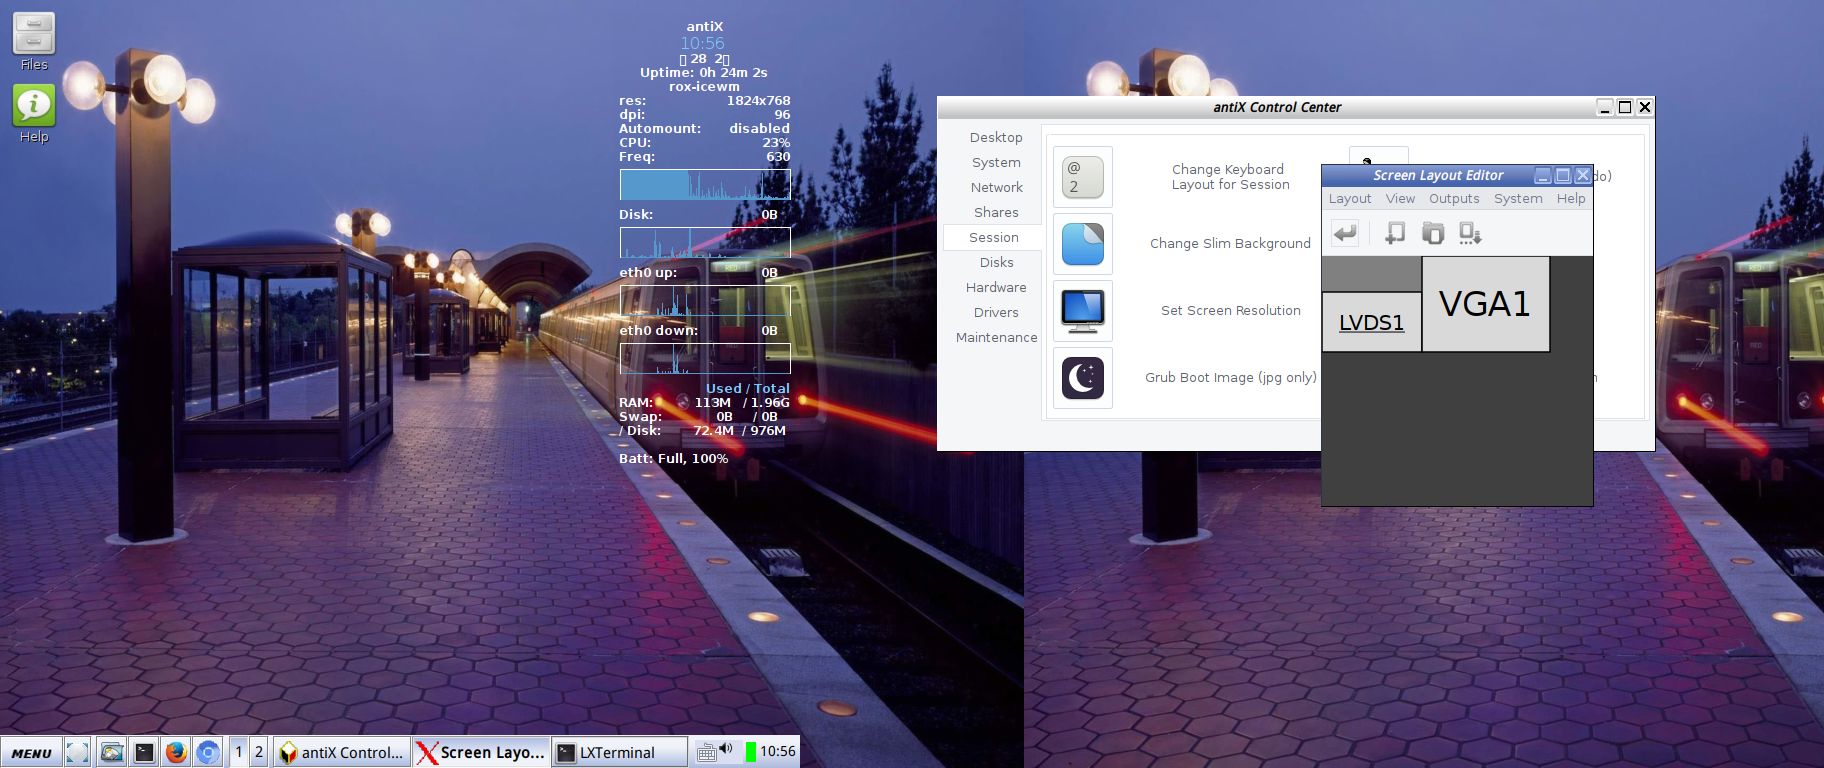 Files
Help
antiX
10:56
28 2
Uptime: 0h 24m 2s
rox-icewm
res: 1824x768
dpi: 96
Automount: disabled
CPU: 23%
Freq: 630
Disk: 0B
eth0 up: 0B
eth0 down: 0B
Used / Total
RAM: 113M / 1.96G
Swap: 0B / 0B
/ Disk: 72.4M / 976M
Batt: Full, 100%
antiX Control Center
Desktop
System
Network
Shares
Session
Disks
Hardware
Drivers
Maintenance
@
2
Change Keyboard
Layout for Session
Change Slim Background
Set Screen Resolution
Grub Boot Image (jpg only)
Screen Layout Editor
Layout View Outputs System Help
LVDS1
VGA1
RED
RED
MENU
1 2
antiX Control...
Screen Layo...
LXTerminal
10:56